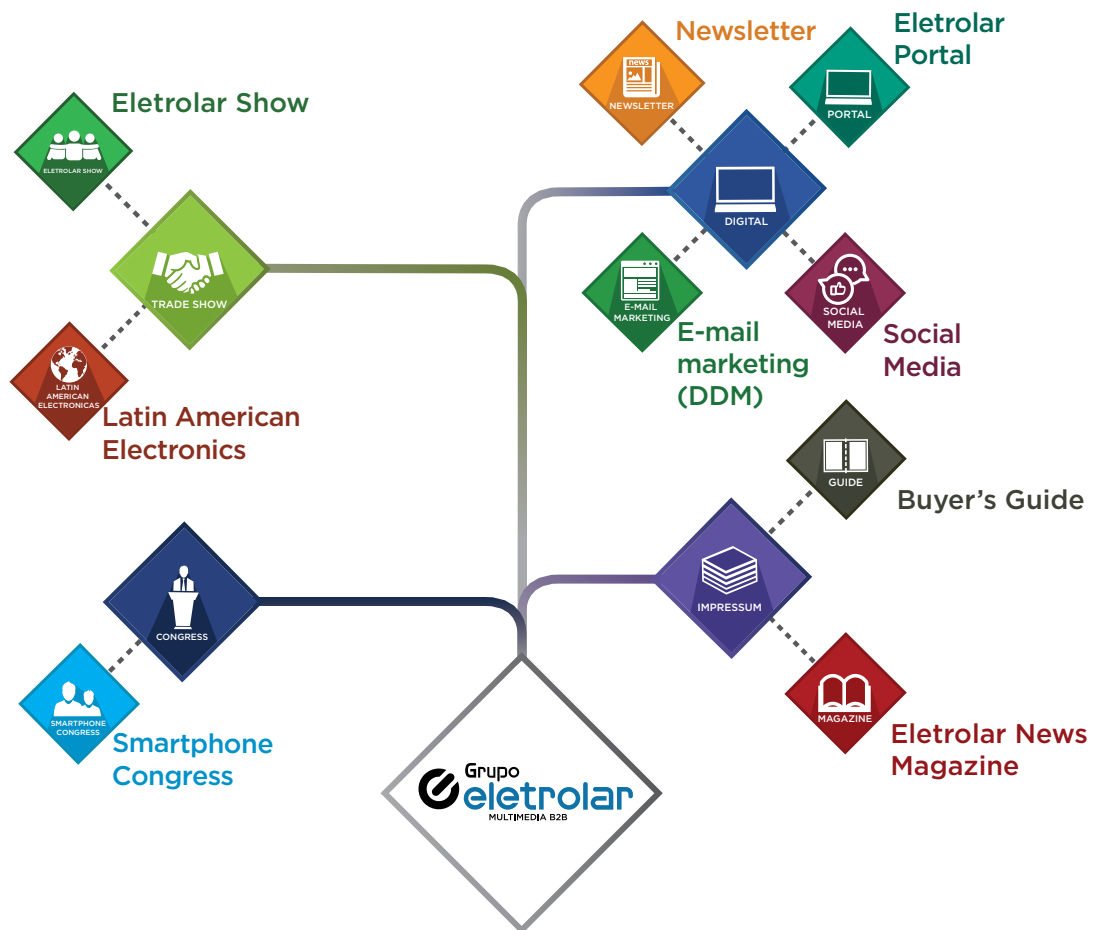 Newsletter
Eletrolar
Portal
news
NEWSLETTER
PORTAL
Eletrolar Show
ELETROLAR SHOW
DIGITAL
TRADE SHOW
E-MAIL
MARKETING
SOCIAL
MEDIA
E-mail
marketing
(DDM)
Social
Media
LATIN
AMERICAN
ELECTRONICAS
Latin American
Electronics
GUIDE
Buyer’s Guide
CONGRESS
IMPRESSUM
SMARTPHONE
CONGRESS
Smartphone
Congress
MAGAZINE
Eletrolar News
Magazine
Grupo
eletrolar
MULTIMEDIA B2B